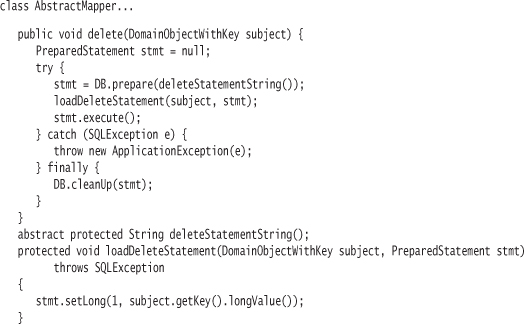 class AbstractMapper...
public void delete(DomainObjectWithKey subject) {
PreparedStatement stmt = null;
try {
stmt = DB.prepare(deleteStatementString());
loadDeleteStatement(subject, stmt);
stmt.execute();
} catch (SQLException e) {
throw new ApplicationException(e);
} finally {
DB.cleanUp(stmt);
}
}
abstract protected String deleteStatementString();
protected void loadDeleteStatement(DomainObjectWithKey subject, PreparedStatement stmt)
throws SQLException
{
stmt.setLong(1, subject.getKey().longValue());
}